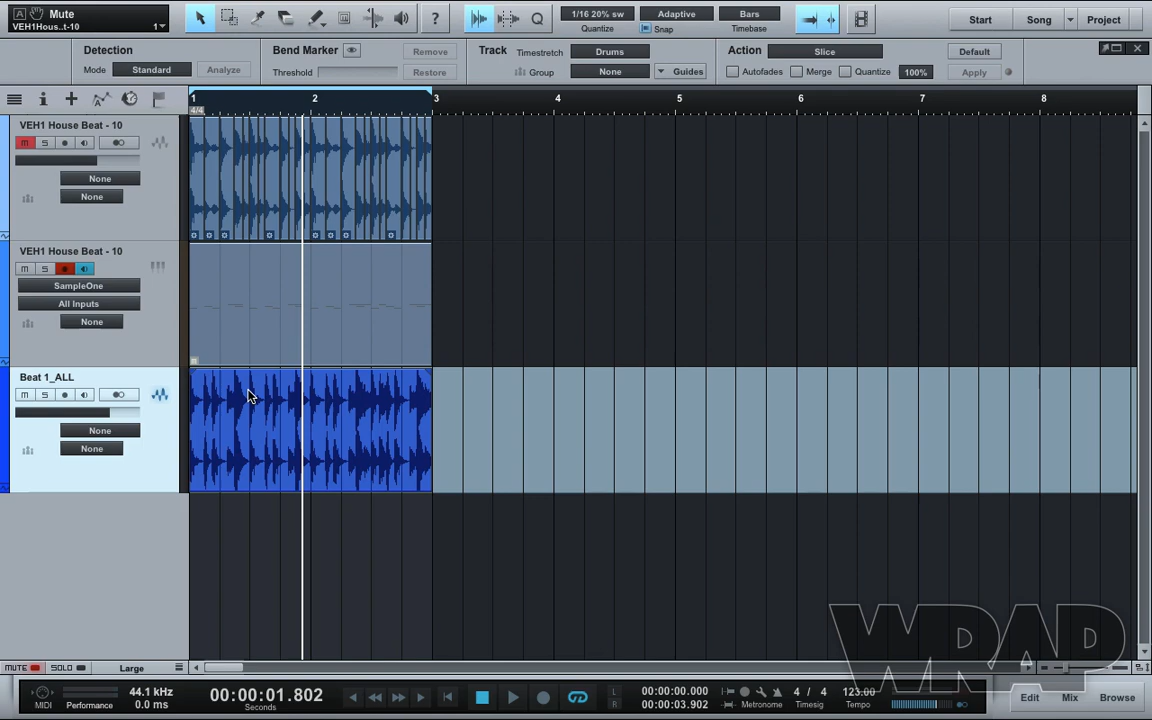 Mute
VEH1Hous..t-10 1
1/16 20% sw Adaptive Bars
Quantize Snap Timebase
Start Song Project
Detection Bend Marker Remove Track Timestretch Drums Action Slice Default
Mode Standard Analyze Threshold Restore Group None Guides Autofades Merge Quantize 100% Apply
1 2 3 4 5 6 7 8
4/4
VEH1 House Beat - 10
M S
None
None
VEH1 House Beat - 10
M S
SampleOne
All Inputs
None
Beat 1_ALL
M S
None
None
WRAP
MUTE SOLO Large
MIDI Performance
44.1 kHz
0.0 ms
00:00:01.802
Seconds
L 00:00:00.000
R 00:00:03.902
Metronome
4 / 4
Timesig
123.00
Tempo
Edit Mix Browse